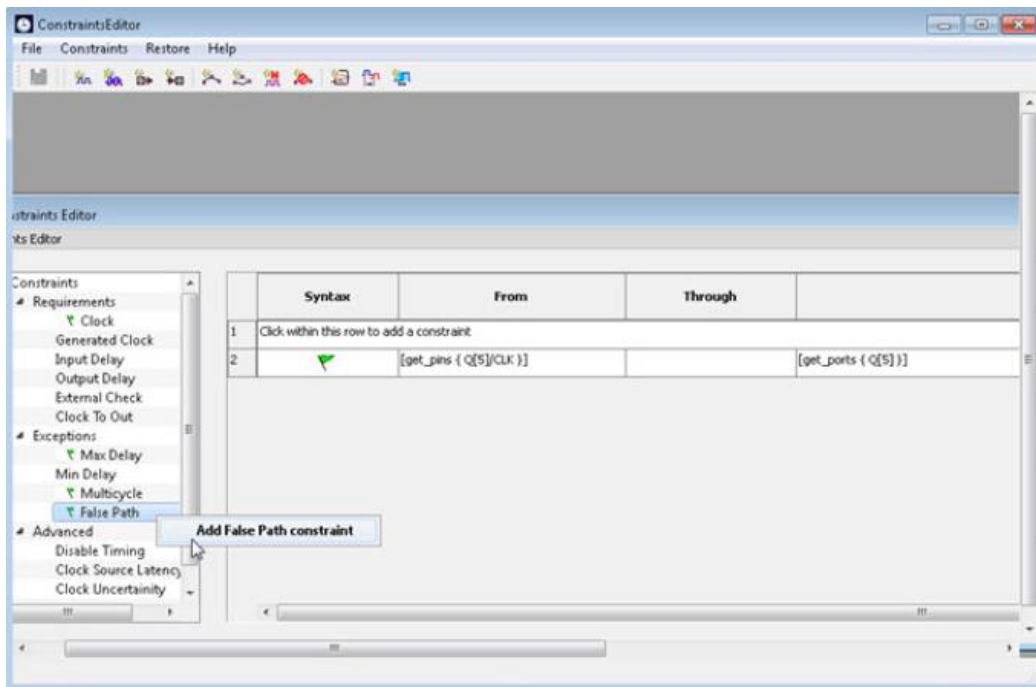 ConstraintsEditor
File Constraints Restore Help
straints Editor
nts Editor
Constraints
Requirements
Clock
Generated Clock
Input Delay
Output Delay
External Check
Clock To Out
Exceptions
Max Delay
Min Delay
Multicycle
False Path
Advanced
Disable Timing
Clock Source Latency
Clock Uncertainity
Add False Path constraint
Syntax From Through
1 Click within this row to add a constraint
2 [get_pins { Q[5]/CLK }] [get_ports { Q[5] }]